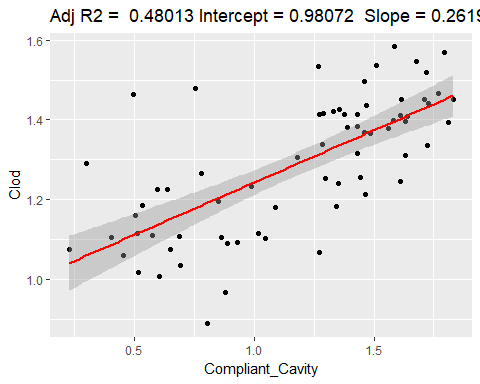 Adj R2 =  0.48013 Intercept = 0.98072  Slope = 0.2619
1.6
1.4
1.2
1.0
Clod
0.5
1.0
1.5
Compliant_Cavity